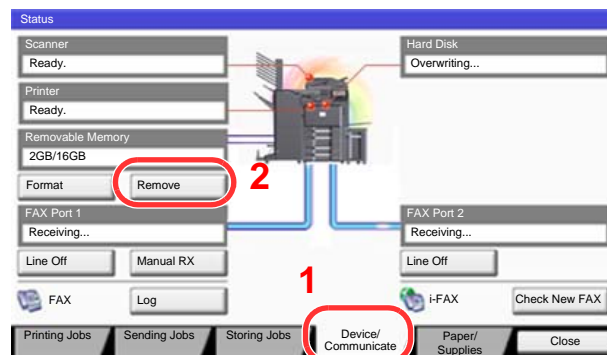 Status
Scanner
Ready.
Hard Disk
Overwriting...
Printer
Ready.
Removable Memory
2GB/16GB
Format
Remove
2
FAX Port 1
Receiving...
FAX Port 2
Receiving...
Line Off
Manual RX
Line Off
1
FAX
Log
i-FAX
Check New FAX
Printing Jobs
Sending Jobs
Storing Jobs
Device/
Communicate
Paper/
Supplies
Close